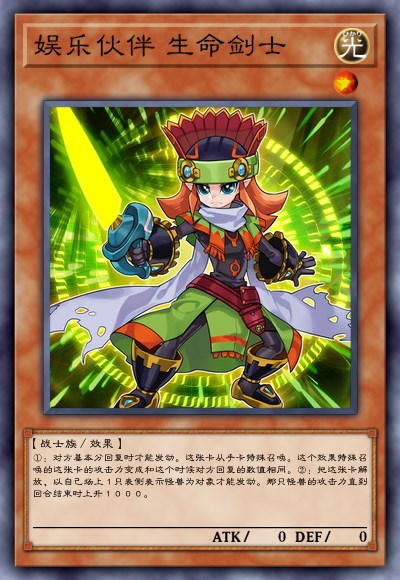 娱乐伙伴 生命剑士
光
【战士族／效果】
①：对方基本分回复时才能发动。这张卡从手卡特殊召唤。这个效果特殊召
唤的这张卡的攻击力变成和这个时候对方回复的数值相同。②：把这张卡解
放，以自己场上１只表侧表示怪兽为对象才能发动。那只怪兽的攻击力直到
回合结束时上升１０００。
ATK／ 0 DEF／ 0